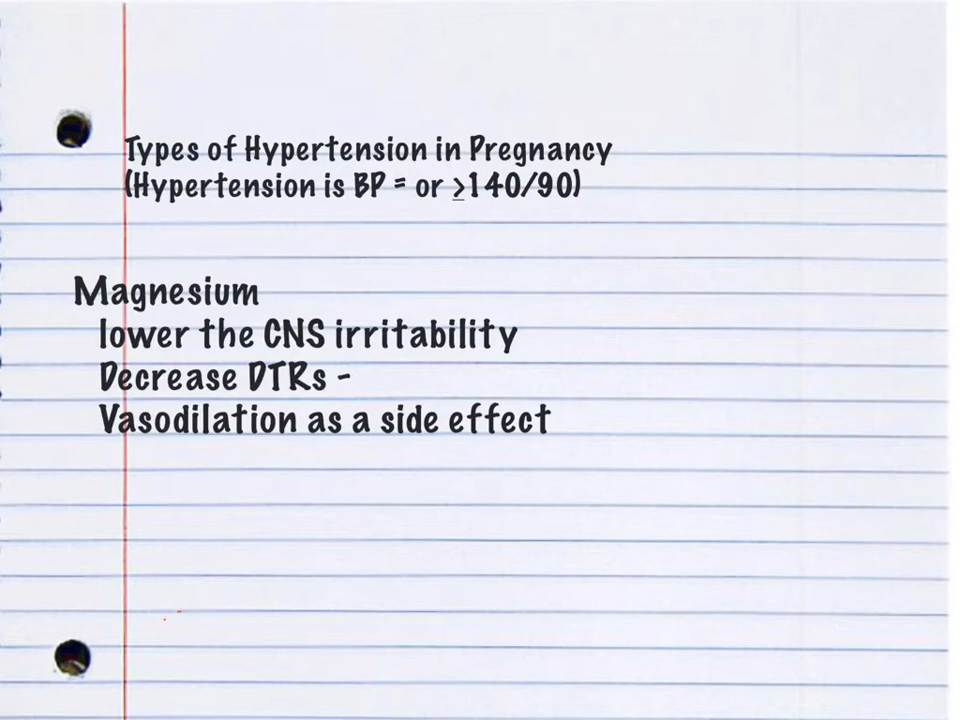 Types of Hypertension in Pregnancy
(Hypertension is BP = or ≥140/90)
Magnesium
lower the CNS irritability
Decrease DTRs -
Vasodilation as a side effect